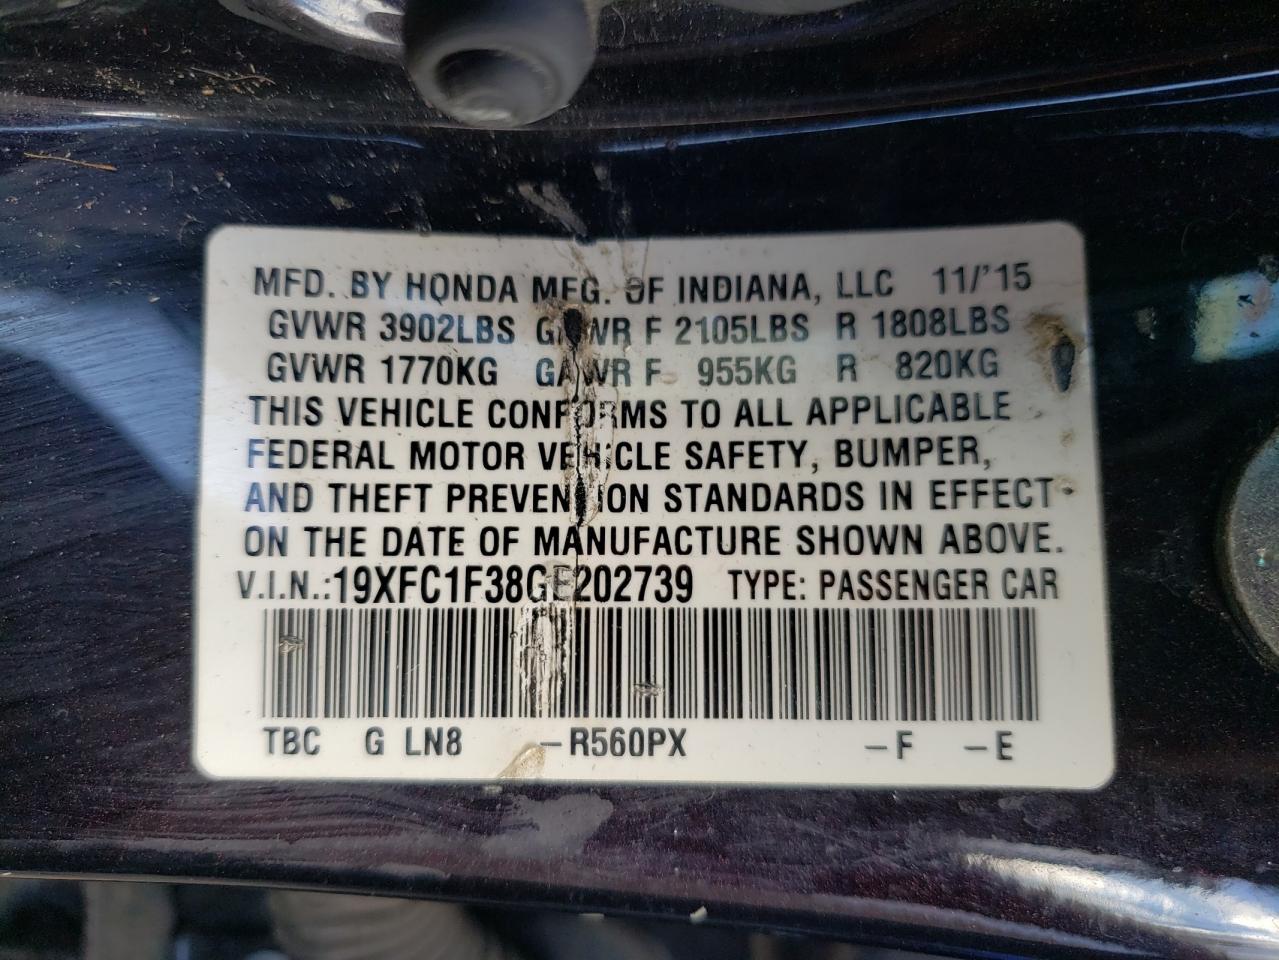 MFD. BY HONDA MFG. OF INDIANA, LLC 11/'15
GVWR 3902LBS GAWR F 2105LBS R 1808LBS
GVWR 1770KG GAWR F 955KG R 820KG
THIS VEHICLE CONFORMS TO ALL APPLICABLE
FEDERAL MOTOR VEHICLE SAFETY, BUMPER,
AND THEFT PREVENTION STANDARDS IN EFFECT
ON THE DATE OF MANUFACTURE SHOWN ABOVE.
V.I.N.:19XFC1F38GE202739 TYPE: PASSENGER CAR
TBC G LN8 –R560PX –F –E